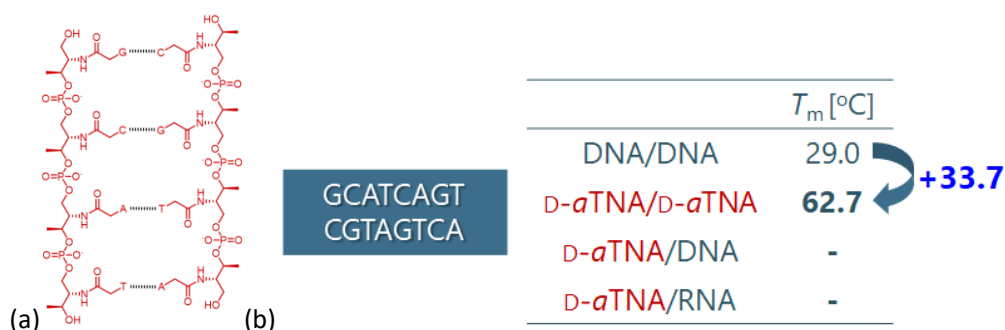 HO
HO
O
N
H
G
C
O
H
N
O
O=P-O⁻
O
O
⁻O-P=O
O
O
N
H
C
G
O
H
N
O
O=P-O⁻
O
O
⁻O-P=O
O
O
N
H
A
T
O
H
N
O
O=P-O⁻
O
O
⁻O-P=O
O
O
N
H
T
A
O
H
N
OH
HO
(a)
(b)
GCATCAGT
CGTAGTCA
Tm [°C]
DNA/DNA 29.0
D-aTNA/D-aTNA 62.7
+33.7
D-aTNA/DNA -
D-aTNA/RNA -